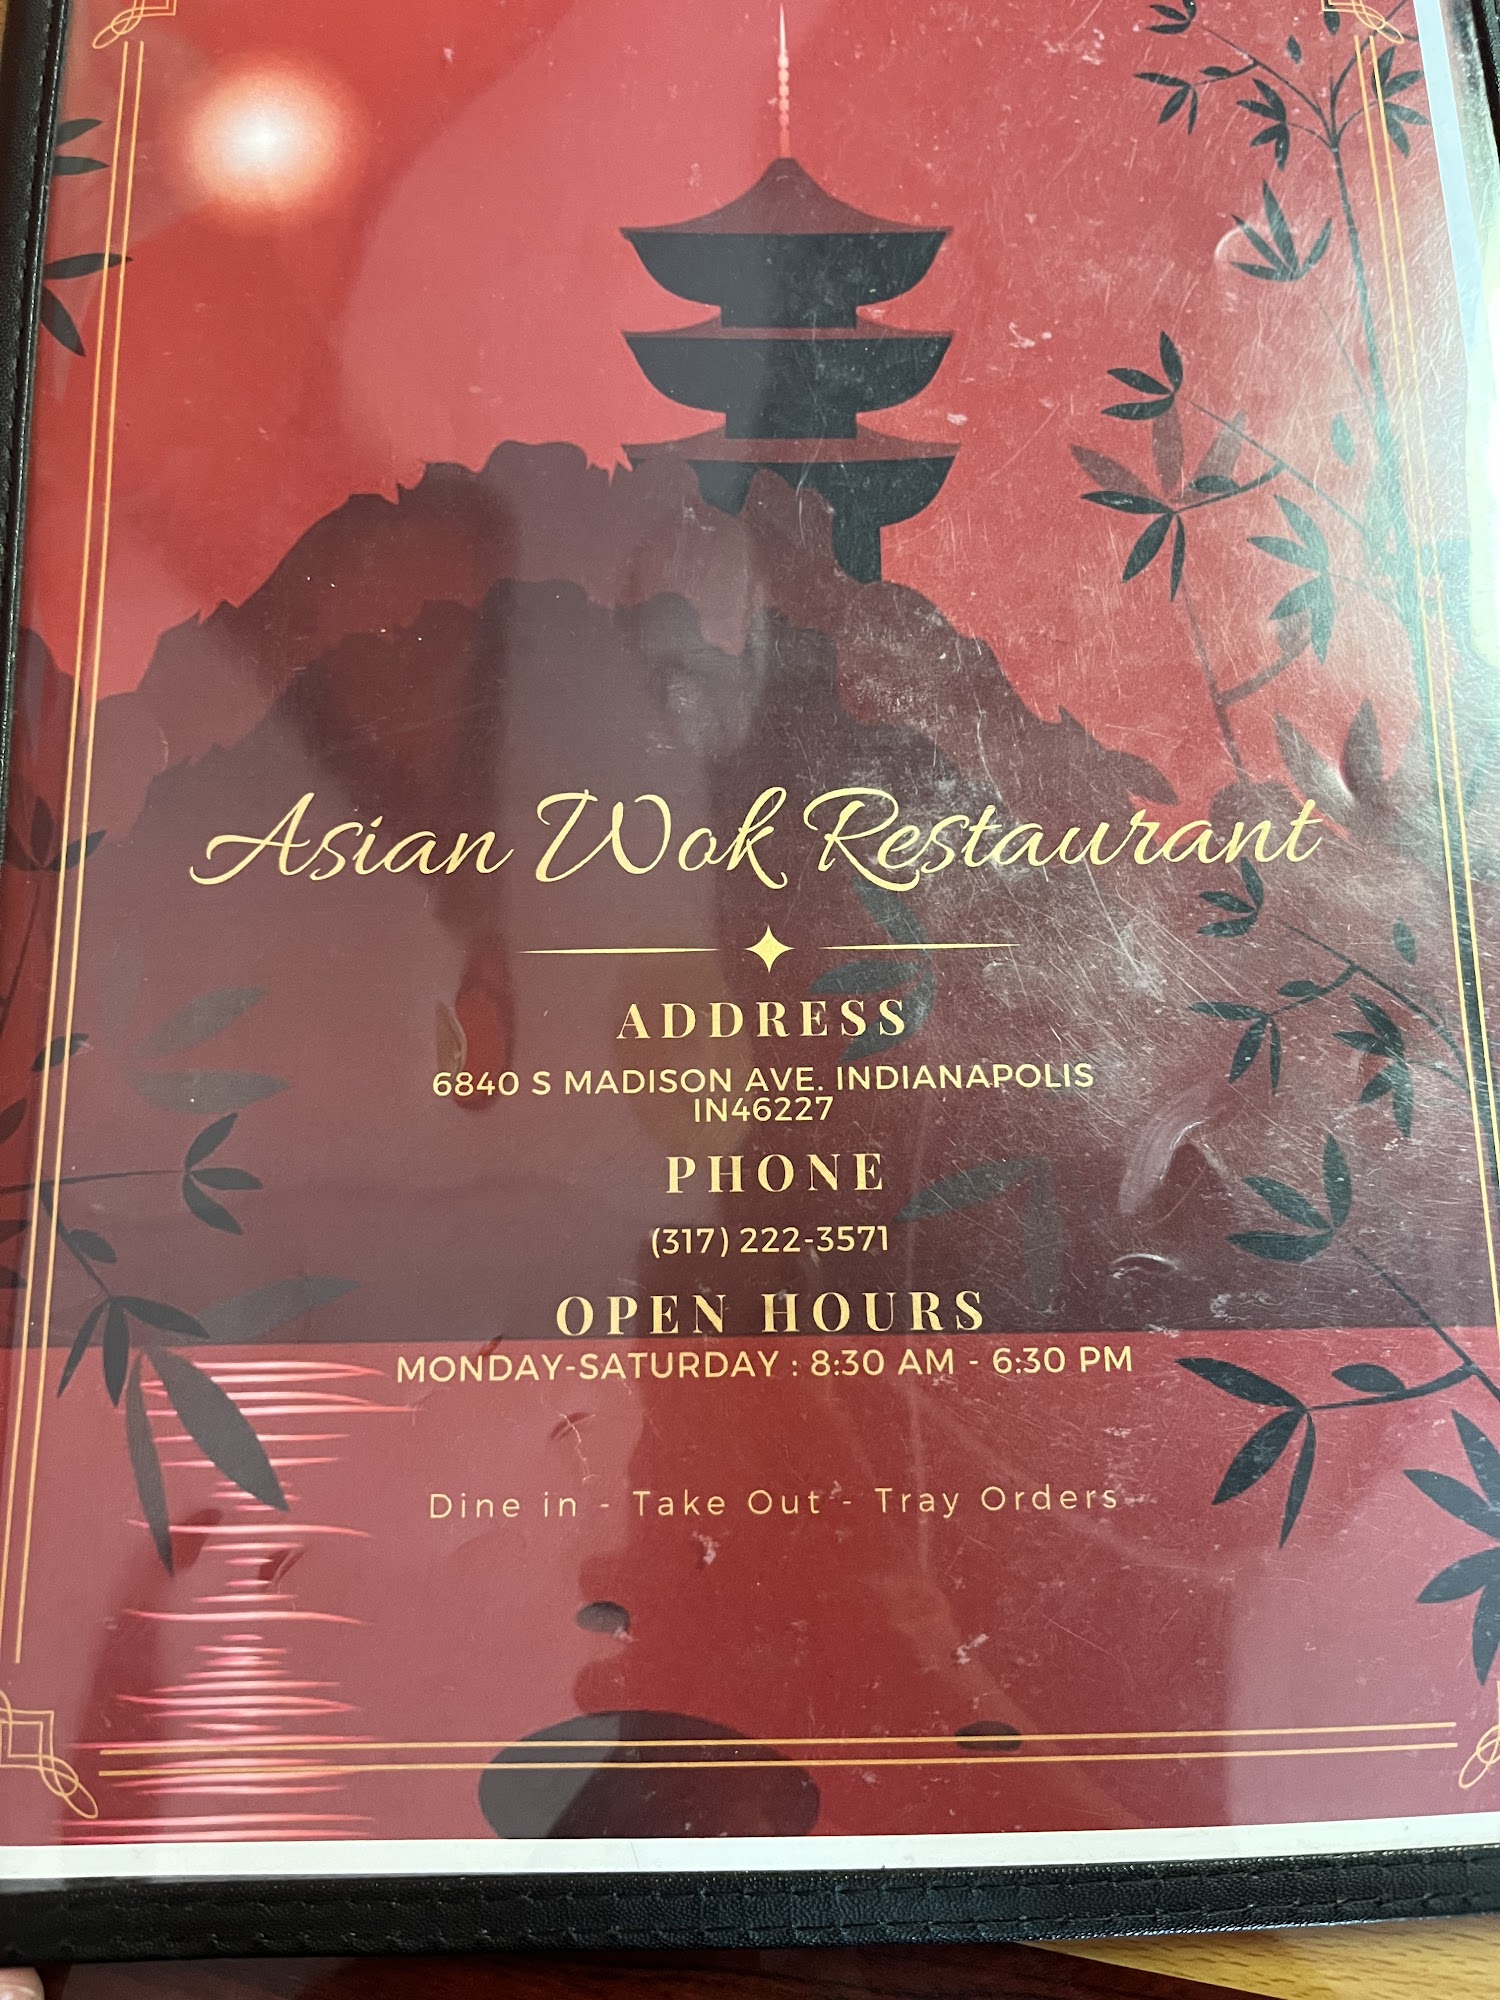 Asian Wok Restaurant
ADDRESS
6840 S MADISON AVE. INDIANAPOLIS
IN46227
PHONE
(317) 222-3571
OPEN HOURS
MONDAY-SATURDAY : 8:30 AM - 6:30 PM
Dine in - Take Out - Tray Orders